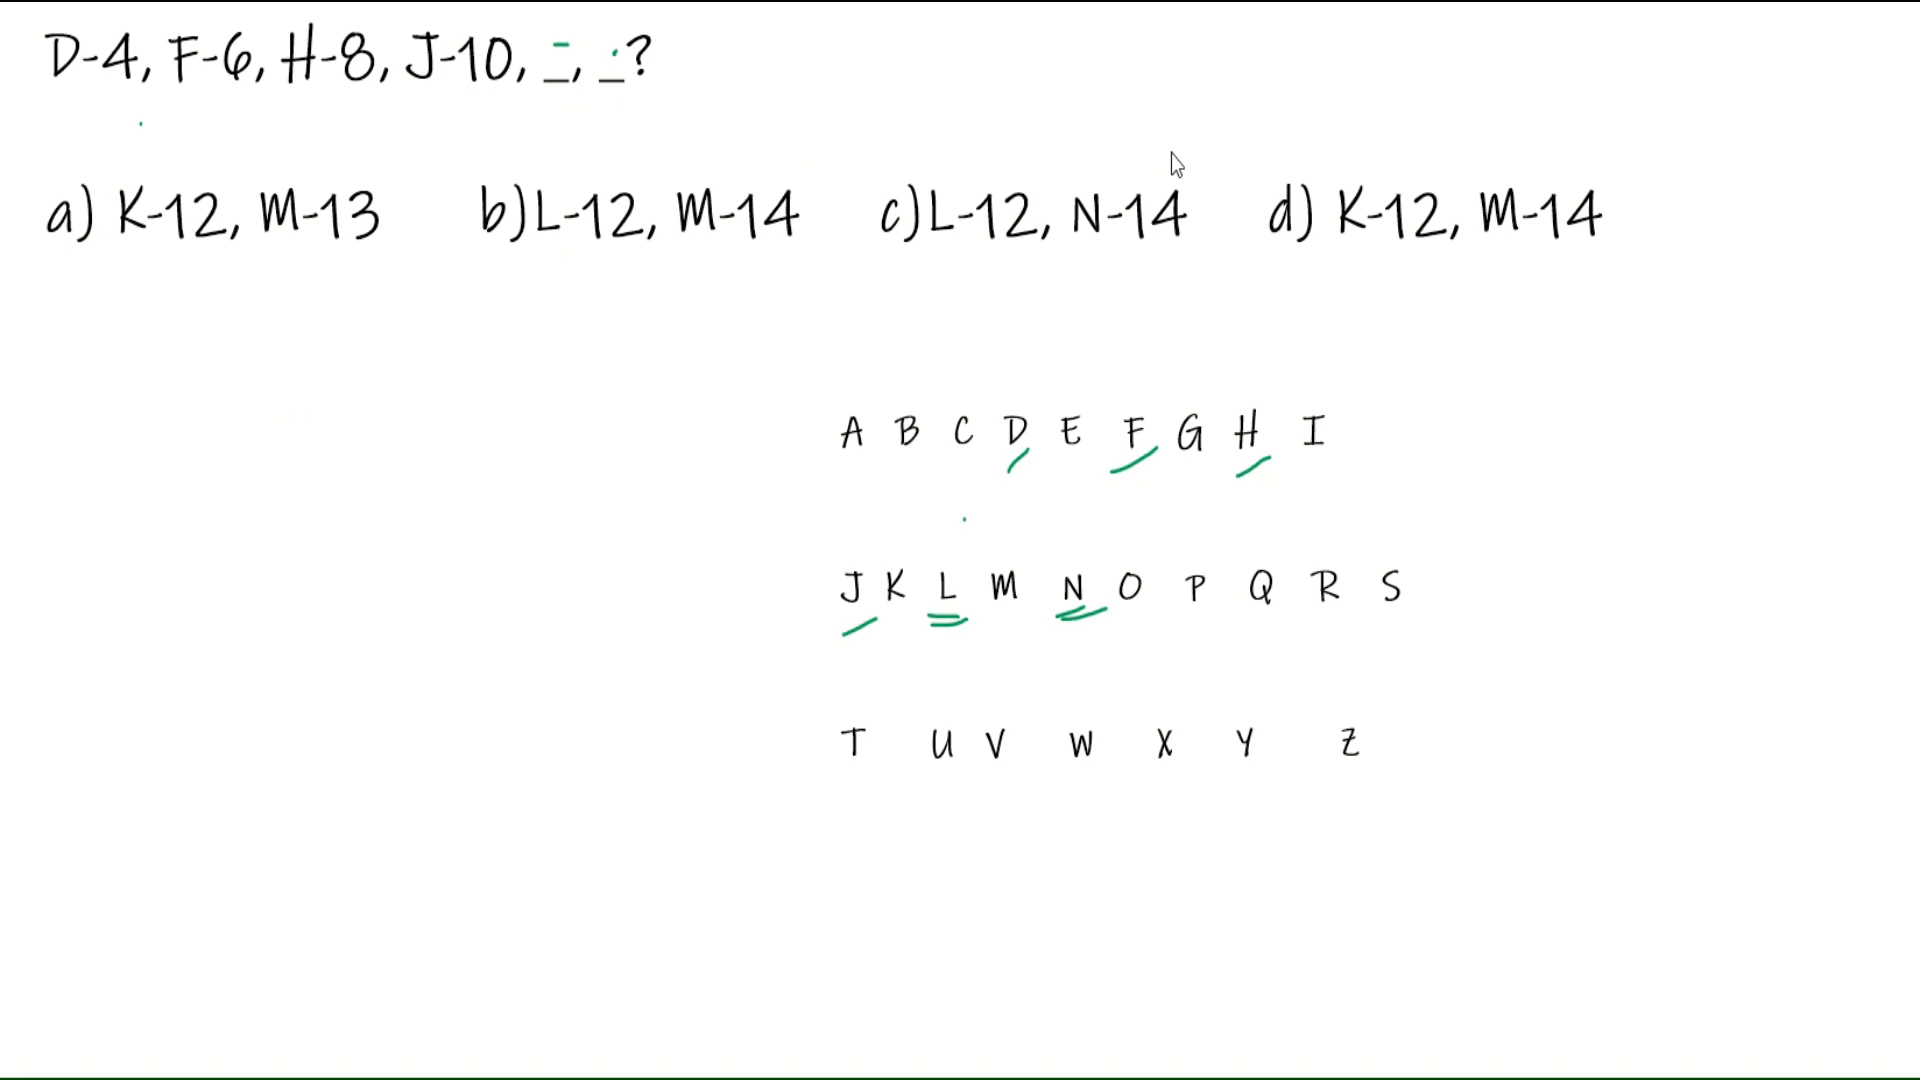 D-4, F-6, H-8, J-10, _, _?
a) K-12, M-13 b)L-12, M-14 c)L-12, N-14 d) K-12, M-14
A B C D E F G H I
J K L M N O P Q R S
T U V W X Y Z